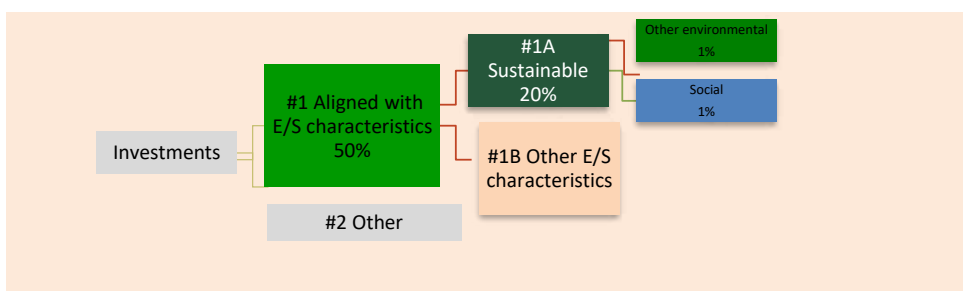 Investments
#1 Aligned with
E/S characteristics
50%
#2 Other
#1A
Sustainable
20%
#1B Other E/S
characteristics
Other environmental
1%
Social
1%